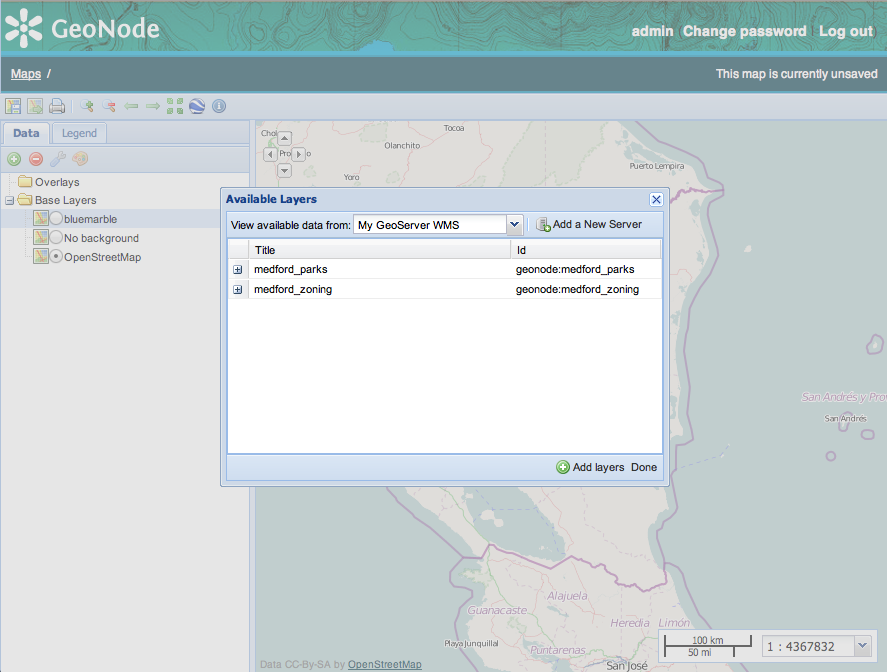 GeoNode
admin Change password Log out
Maps /
This map is currently unsaved
Data Legend
Overlays
Base Layers
bluemarble
No background
OpenStreetMap
Tocoa
Olanchito
Yoro
Puerto Lempira
Available Layers
View available data from: My GeoServer WMS
Add a New Server
Title Id
medford_parks geonode:medford_parks
medford_zoning geonode:medford_zoning
Add layers Done
San Andrés y Prov
San Andrés
Alajuela
Guanacaste
Heredia Limón
Playa Junquillal
Puntarenas
San José
100 km
50 mi
1 : 4367832
Data CC-By-SA by OpenStreetMap